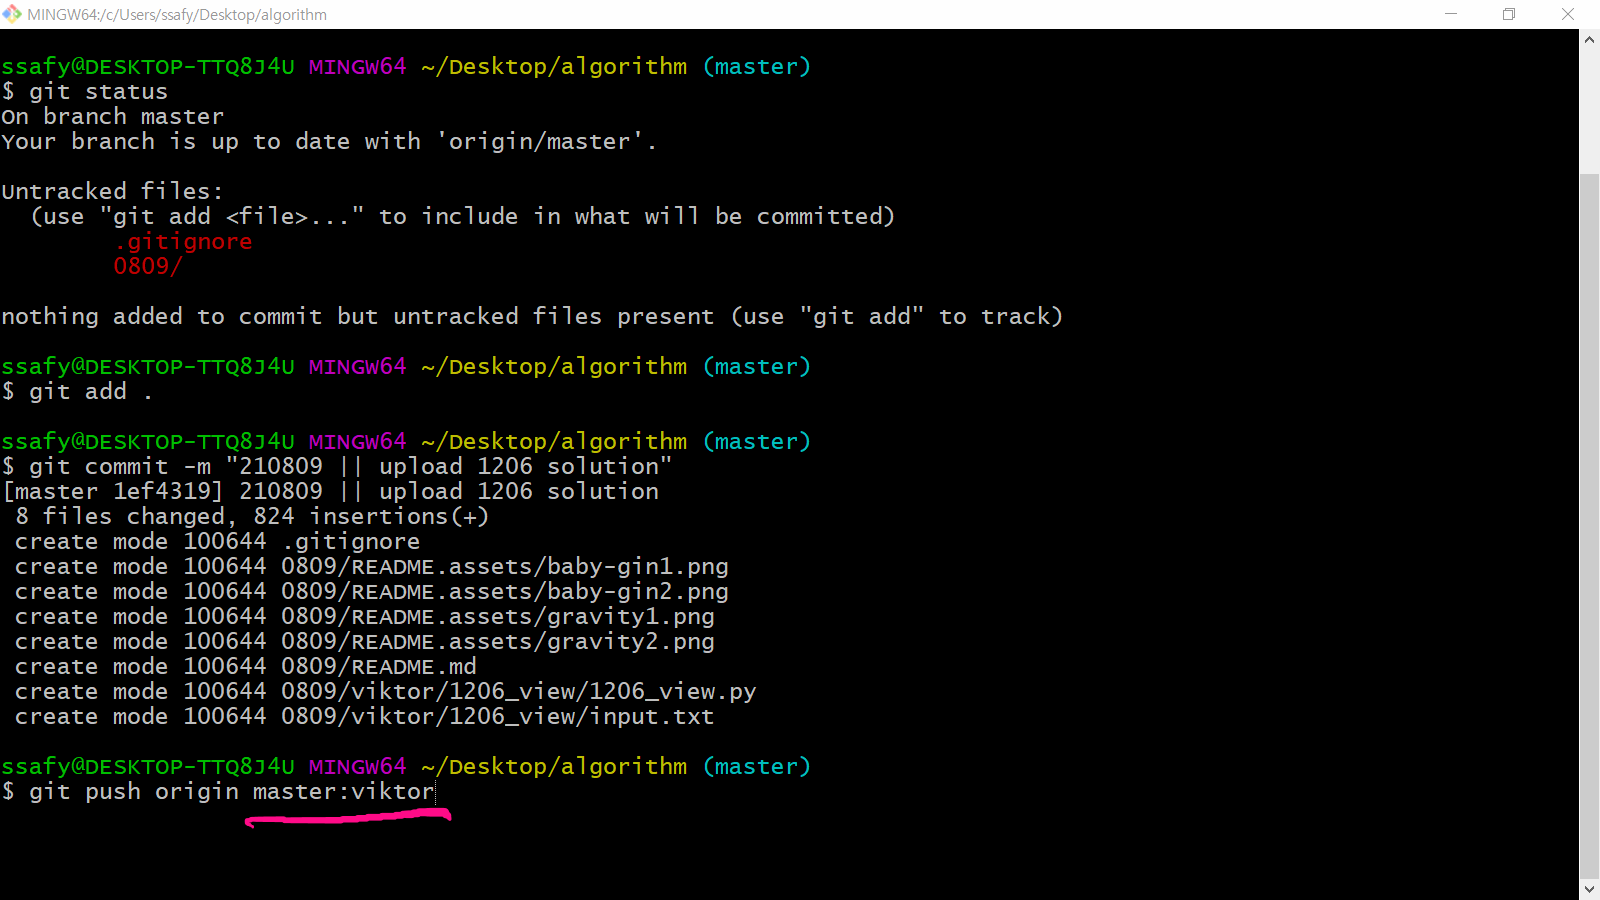 MINGW64:/c/Users/ssafy/Desktop/algorithm
ssafy@DESKTOP-TTQ8J4U MINGW64 ~/Desktop/algorithm (master)
$ git status
On branch master
Your branch is up to date with 'origin/master'.
Untracked files:
(use "git add <file>..." to include in what will be committed)
.gitignore
0809/
nothing added to commit but untracked files present (use "git add" to track)
ssafy@DESKTOP-TTQ8J4U MINGW64 ~/Desktop/algorithm (master)
$ git add .
ssafy@DESKTOP-TTQ8J4U MINGW64 ~/Desktop/algorithm (master)
$ git commit -m "210809 || upload 1206 solution"
[master 1ef4319] 210809 || upload 1206 solution
8 files changed, 824 insertions(+)
create mode 100644 .gitignore
create mode 100644 0809/README.assets/baby-gin1.png
create mode 100644 0809/README.assets/baby-gin2.png
create mode 100644 0809/README.assets/gravity1.png
create mode 100644 0809/README.assets/gravity2.png
create mode 100644 0809/README.md
create mode 100644 0809/viktor/1206_view/1206_view.py
create mode 100644 0809/viktor/1206_view/input.txt
ssafy@DESKTOP-TTQ8J4U MINGW64 ~/Desktop/algorithm (master)
$ git push origin master:viktor